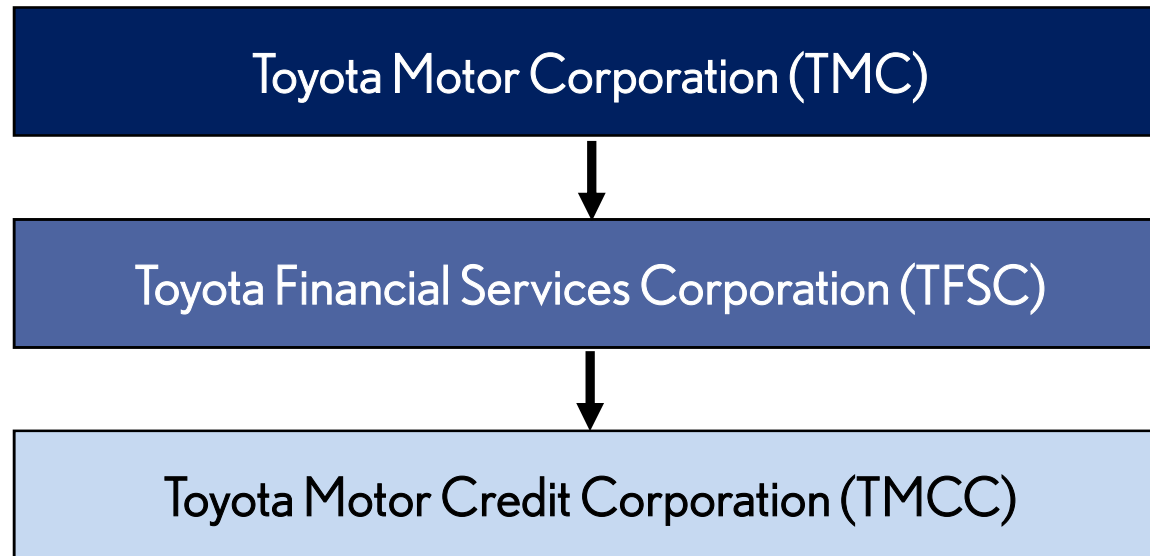 Toyota Motor Corporation (TMC)
Toyota Financial Services Corporation (TFSC)
Toyota Motor Credit Corporation (TMCC)